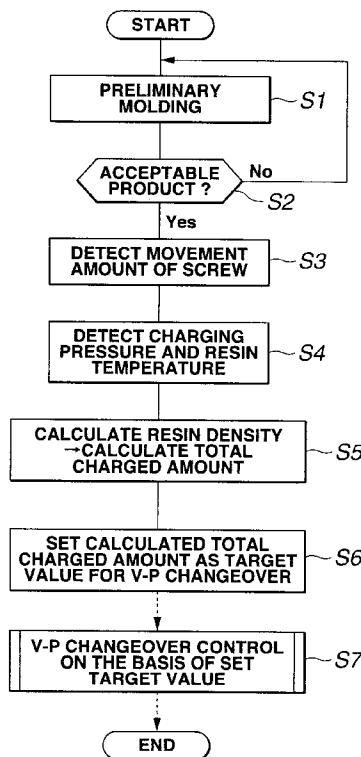 START
PRELIMINARY
MOLDING
S1
ACCEPTABLE
PRODUCT ?
No
S2
Yes
DETECT MOVEMENT
AMOUNT OF SCREW
S3
DETECT CHARGING
PRESSURE AND RESIN
TEMPERATURE
S4
CALCULATE RESIN DENSITY
→CALCULATE TOTAL
CHARGED AMOUNT
S5
SET CALCULATED TOTAL
CHARGED AMOUNT AS TARGET
VALUE FOR V-P CHANGEOVER
S6
V-P CHANGEOVER CONTROL
ON THE BASIS OF SET
TARGET VALUE
S7
END